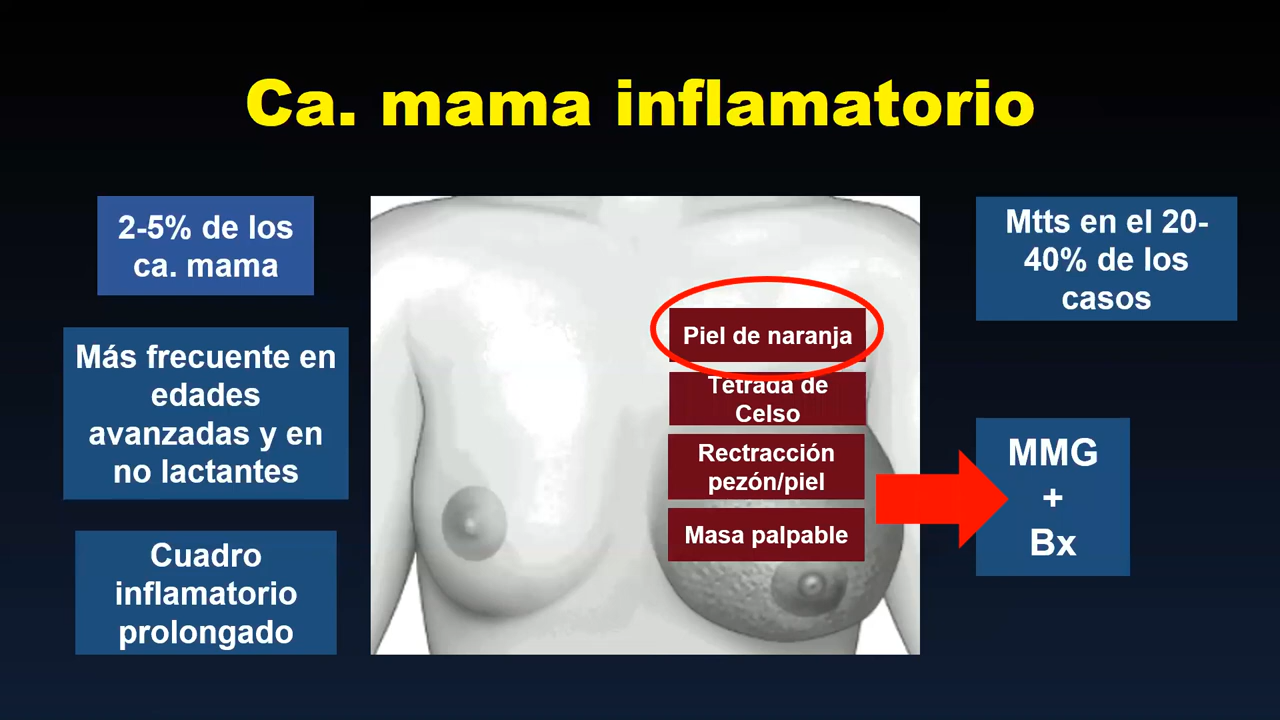 Ca. mama inflamatorio
2-5% de los
ca. mama
Más frecuente en
edades
avanzadas y en
no lactantes
Cuadro
inflamatorio
prolongado
Piel de naranja
Tétrada de
Celso
Rectracción
pezón/piel
Masa palpable
Mtts en el 20-
40% de los
casos
MMG
+
Bx